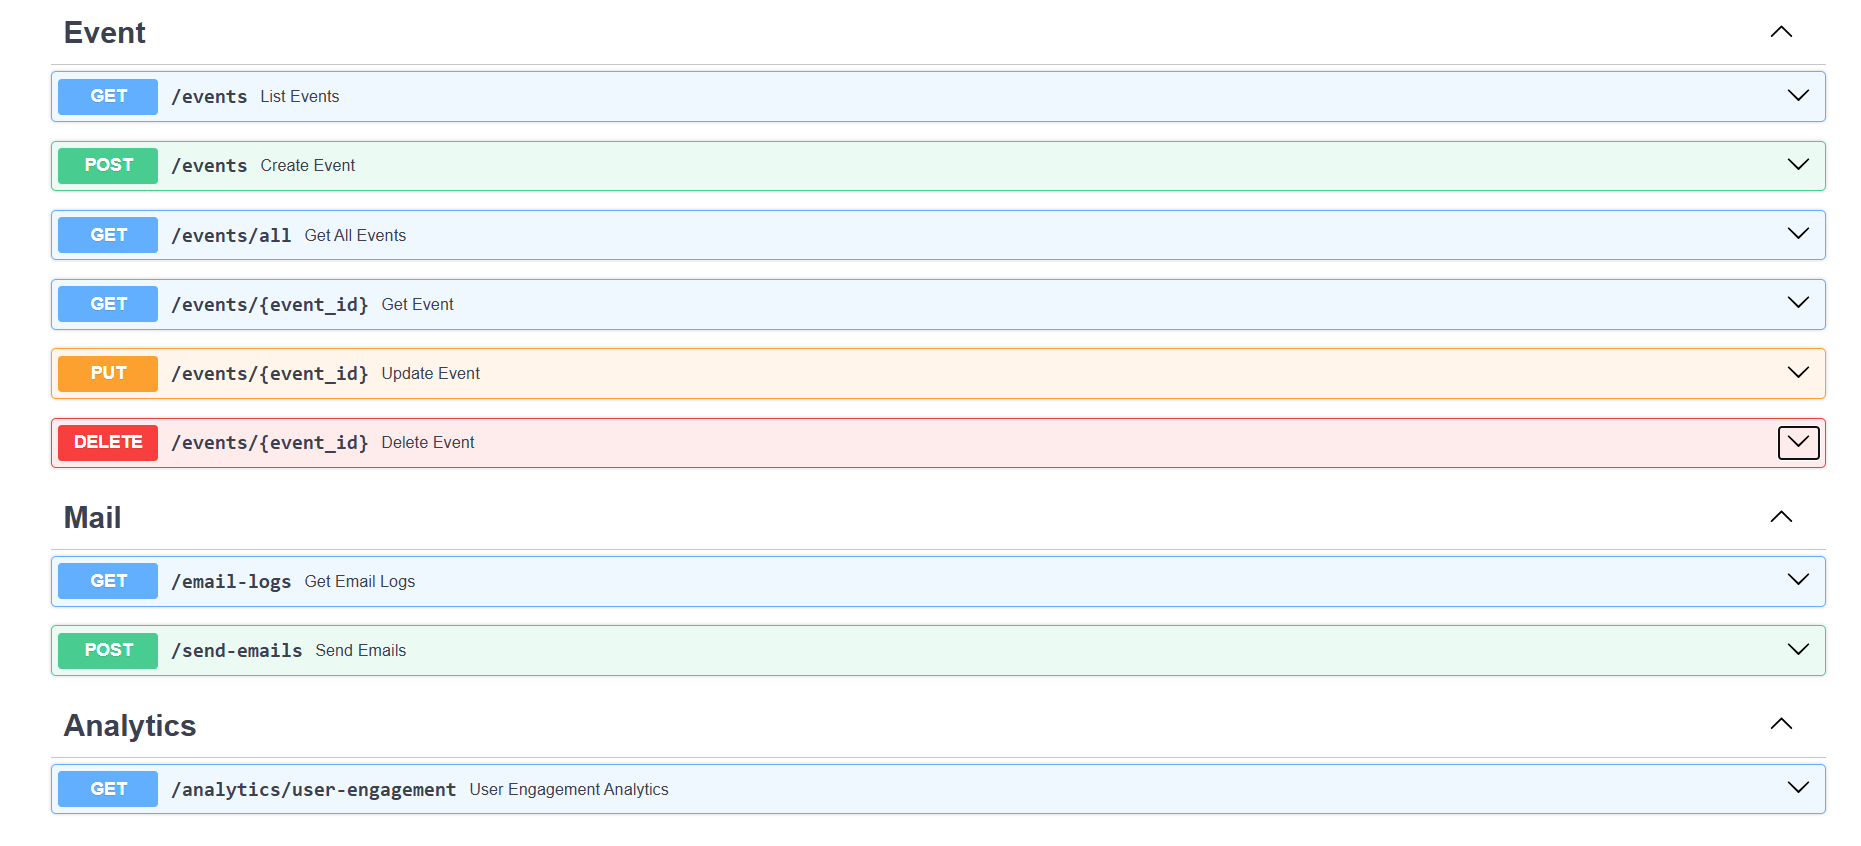 Event
GET /events List Events
POST /events Create Event
GET /events/all Get All Events
GET /events/{event_id} Get Event
PUT /events/{event_id} Update Event
DELETE /events/{event_id} Delete Event
Mail
GET /email-logs Get Email Logs
POST /send-emails Send Emails
Analytics
GET /analytics/user-engagement User Engagement Analytics